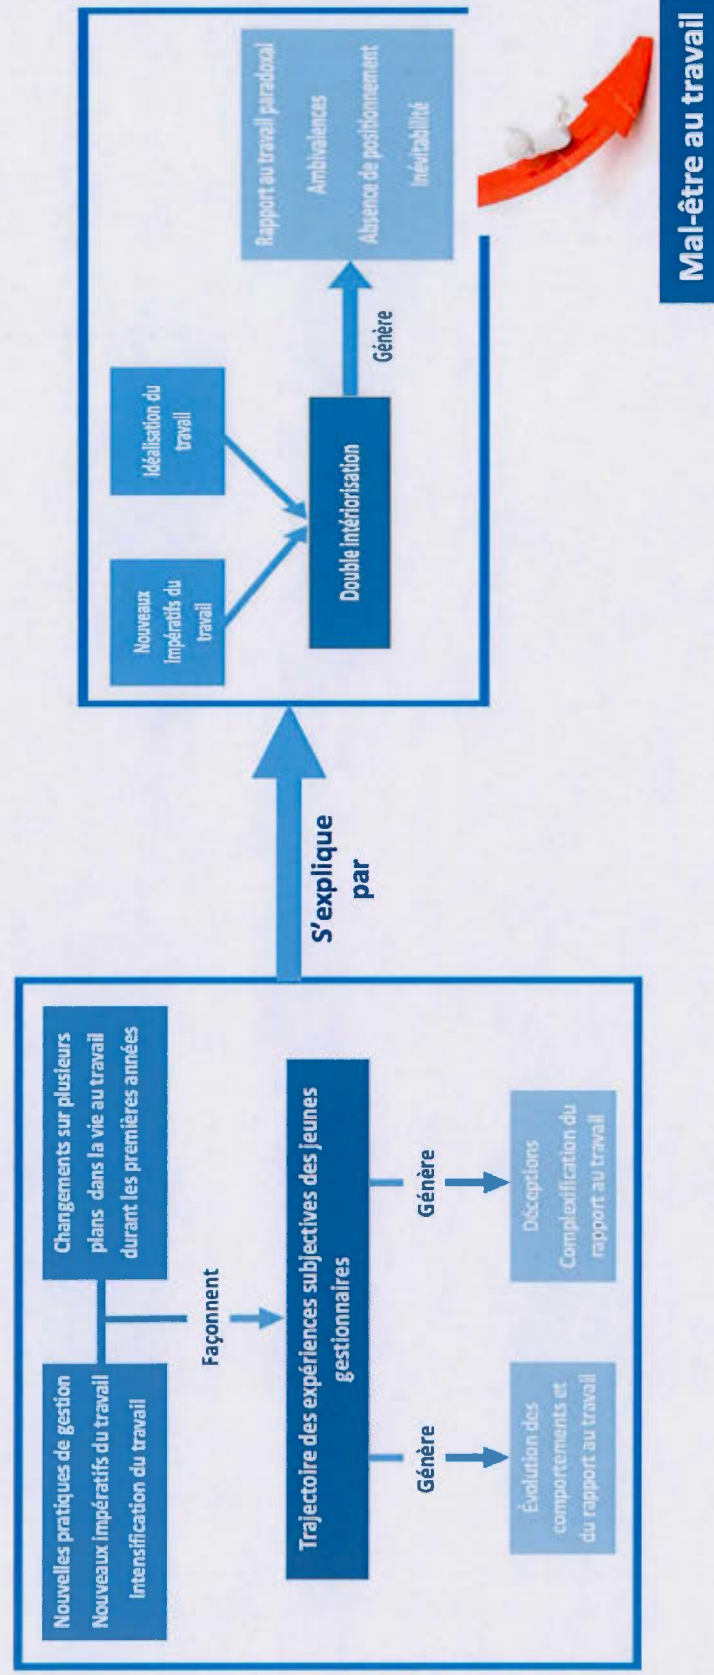 Nouvelles pratiques de gestion
Nouveaux impératifs du travail
Intensification du travail
Changements sur plusieurs
plans dans la vie au travail
durant les premières années
Façonnent
Trajectoire des expériences subjectives des jeunes
gestionnaires
Génère
Génère
Évolution des
comportements et
du rapport au travail
Déceptions
Complexification du
rapport au travail
S'explique
par
Nouveaux
impératifs du
travail
Idéalisation du
travail
Double intériorisation
Génère
Rapport au travail paradoxal
Ambivalences
Absence de positionnement
Inévitabilité
Mal-être au travail